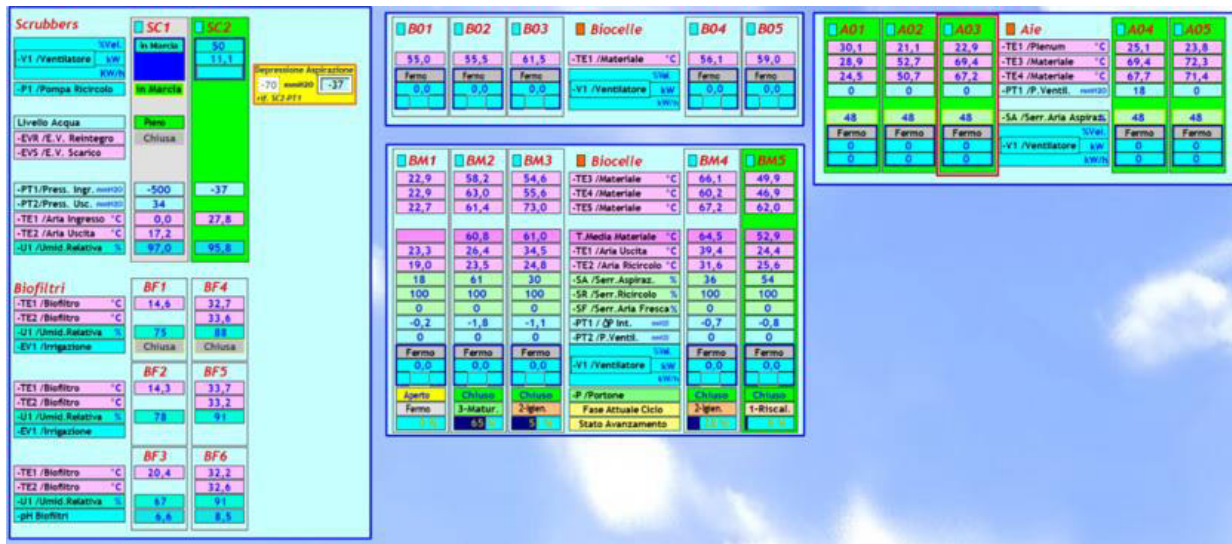 Scrubbers SC1 SC2
%Vel. In Marcia 50
-V1 /Ventilatore kW 11,1
KW/h
-P1 /Pompa Ricircolo In Marcia
Depressione Aspirazione
-70 mmH2O -37
rif. SC2-PT1
Livello Acqua Pieno
-EVR /E.V. Reintegro Chiusa
-EVS /E.V. Scarico
-PT1/Press. Ingr. mmH2O -500 -37
-PT2/Press. Usc. mmH2O 34
-TE1 /Aria Ingresso °C 0,0 27,8
-TE2 /Aria Uscita °C 17,2
-U1 /Umid.Relativa % 97,0 95,8
Biofiltri BF1 BF4
-TE1 /Biofiltro °C 14,6 32,7
-TE2 /Biofiltro °C 33,6
-U1 /Umid.Relativa % 75 88
-EV1 /Irrigazione Chiusa Chiusa
BF2 BF5
-TE1 /Biofiltro °C 14,3 33,7
-TE2 /Biofiltro °C 33,2
-U1 /Umid.Relativa % 78 91
-EV1 /Irrigazione
BF3 BF6
-TE1 /Biofiltro °C 20,4 32,2
-TE2 /Biofiltro °C 32,6
-U1 /Umid.Relativa % 67 91
-pH Biofiltri 6,6 8,5
B01 B02 B03 Biocelle B04 B05
55,0 55,5 61,5 -TE1 /Materiale °C 56,1 59,0
Fermo Fermo Fermo %Vel. Fermo Fermo
0,0 0,0 0,0 -V1 /Ventilatore kW 0,0 0,0
kW/h
BM1 BM2 BM3 Biocelle BM4 BM5
22,9 58,2 54,6 -TE3 /Materiale °C 66,1 49,9
22,9 63,0 55,6 -TE4 /Materiale °C 60,2 46,9
22,7 61,4 73,0 -TE5 /Materiale °C 67,2 62,0
60,8 61,0 T.Media Materiale °C 64,5 52,9
23,3 26,4 34,5 -TE1 /Aria Uscita °C 39,4 24,4
19,0 23,5 24,8 -TE2 /Aria Ricircolo °C 31,6 25,6
18 61 30 -SA /Serr.Aspiraz. % 36 54
100 100 100 -SR /Serr.Ricircolo % 100 100
0 0 0 -SF /Serr.Aria Fresca % 0 0
-0,2 -1,8 -1,1 -PT1 / ΔP Int. mmH2O -0,7 -0,8
0 0 0 -PT2 /P.Ventil. mmH2O 0 0
Fermo Fermo Fermo %Vel. Fermo Fermo
0,0 0,0 0,0 -V1 /Ventilatore kW 0,0 0,0
kW/h
Aperto Chiuso Chiuso -P /Portone Chiuso Chiuso
Fermo 3-Matur. 2-Igien. Fase Attuale Ciclo 2-Igien. 1-Riscal.
65 % 5 % Stato Avanzamento
A01 A02 A03 Aie A04 A05
30,1 21,1 22,9 -TE1 /Plenum °C 25,1 23,8
28,9 52,7 69,4 -TE3 /Materiale °C 69,4 72,3
24,5 50,7 67,2 -TE4 /Materiale °C 67,7 71,4
0 0 0 -PT1 /P.Ventil. mmH2O 18 0
48 48 48 -SA /Serr.Aria Aspiraz. 48 48
Fermo Fermo Fermo %Vel. Fermo Fermo
0 0 0 -V1 /Ventilatore kW 0 0
0 0 0 kW/h 0 0